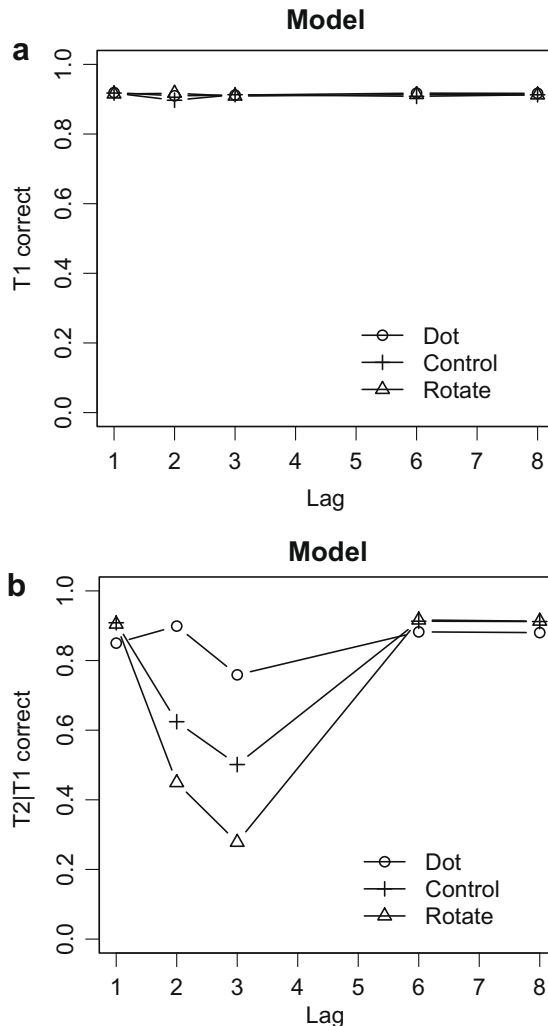 Model
a
T1 correct
1.0
0.8
0.6
0.4
0.2
0.0
Dot
Control
Rotate
1 2 3 4 5 6 7 8
Lag
Model
b
T2|T1 correct
1.0
0.8
0.6
0.4
0.2
0.0
Dot
Control
Rotate
1 2 3 4 5 6 7 8
Lag